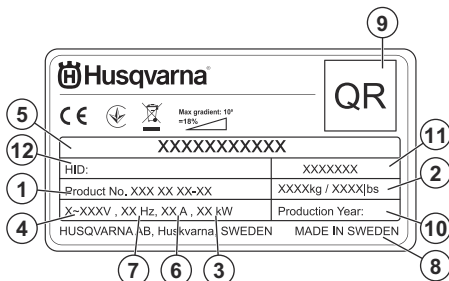 9
Husqvarna®
QR
CE
Max gradient: 10º
=18%
5
XXXXXXXXXXX
11
12
HID:
XXXXXXX
1
Product No. XXX XX XX-XX
XXXXkg / XXXXlbs
2
X~XXXV , XX Hz, XX A , XX kW
Production Year:
4
HUSQVARNA AB, Huskvarna, SWEDEN
MADE IN SWEDEN
10
7
6
3
8